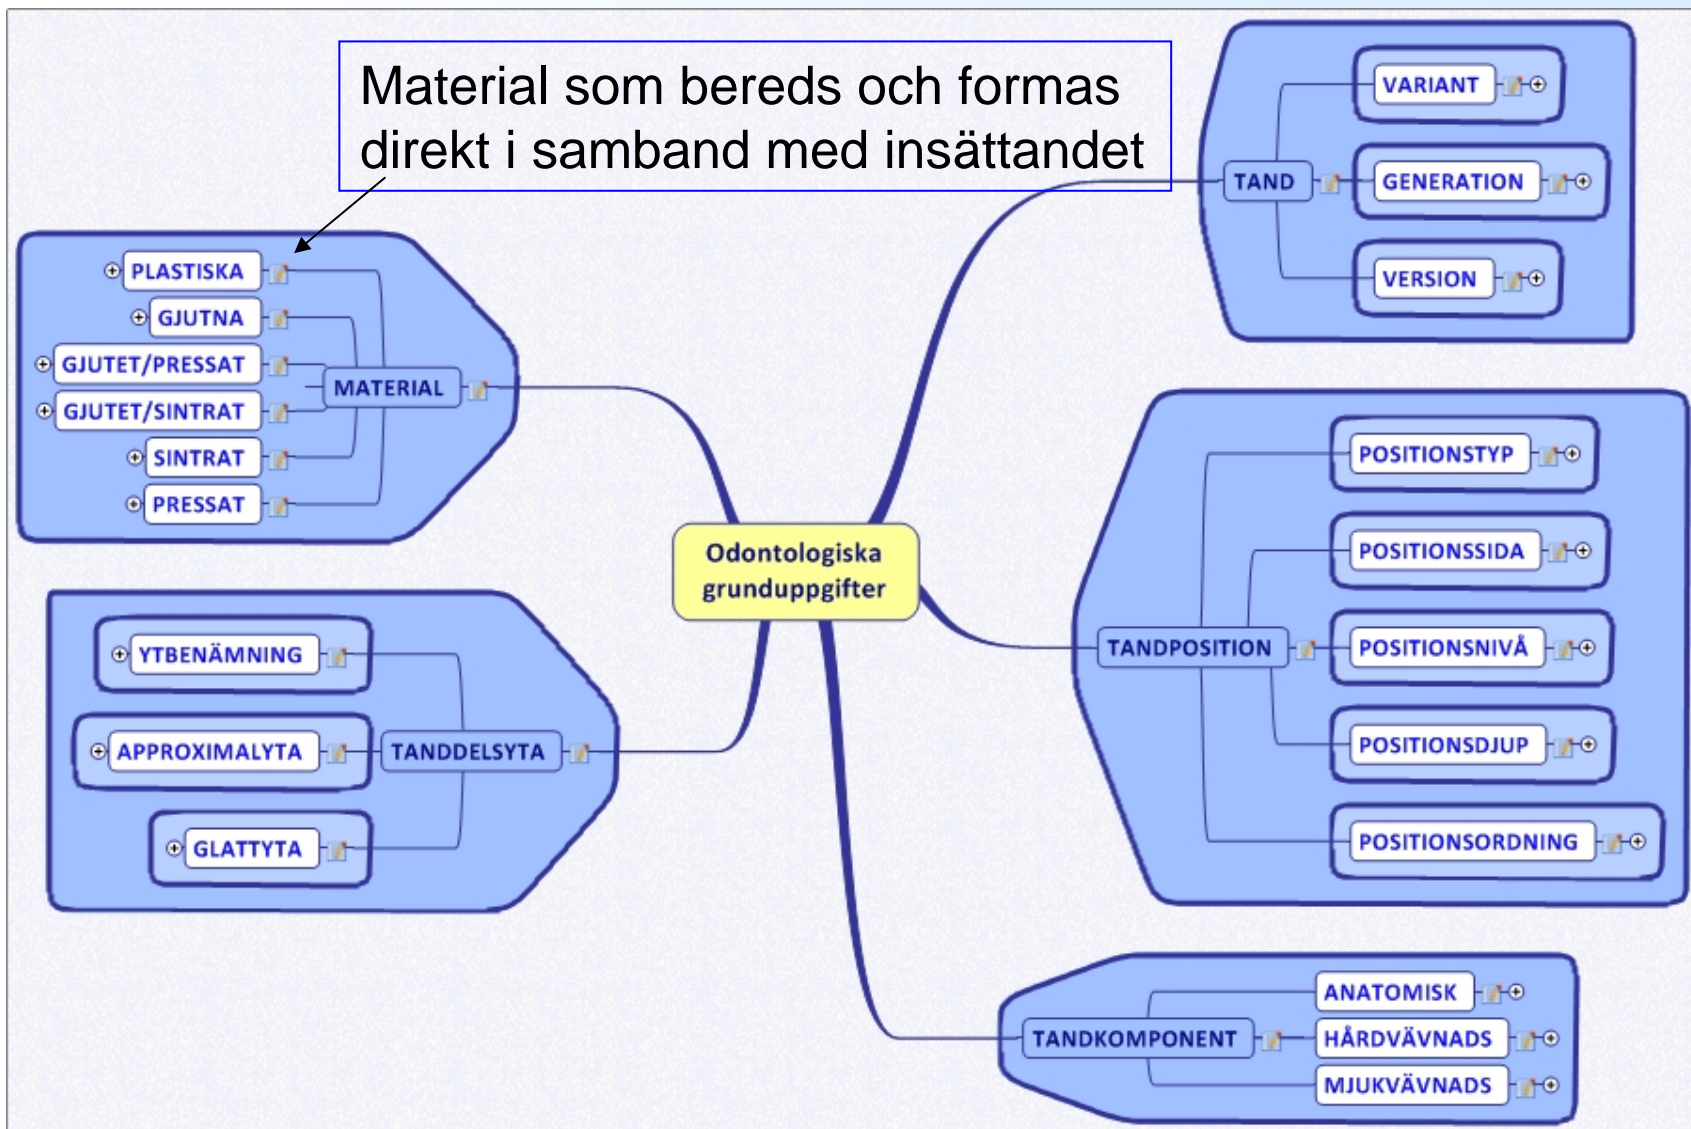 Material som bereds och formas
direkt i samband med insättandet
PLASTISKA
GJUTNA
GJUTET/PRESSAT
GJUTET/SINTRAT
SINTRAT
PRESSAT
MATERIAL
YTBENÄMNING
APPROXIMALYTA
GLATTYTA
TANDDELSYTA
Odontologiska
grunduppgifter
TAND
VARIANT
GENERATION
VERSION
TANDPOSITION
POSITIONSTYP
POSITIONSSIDA
POSITIONSNIVÅ
POSITIONSDJUP
POSITIONSORDNING
TANDKOMPONENT
ANATOMISK
HÅRDVÄVNADS
MJUKVÄVNADS